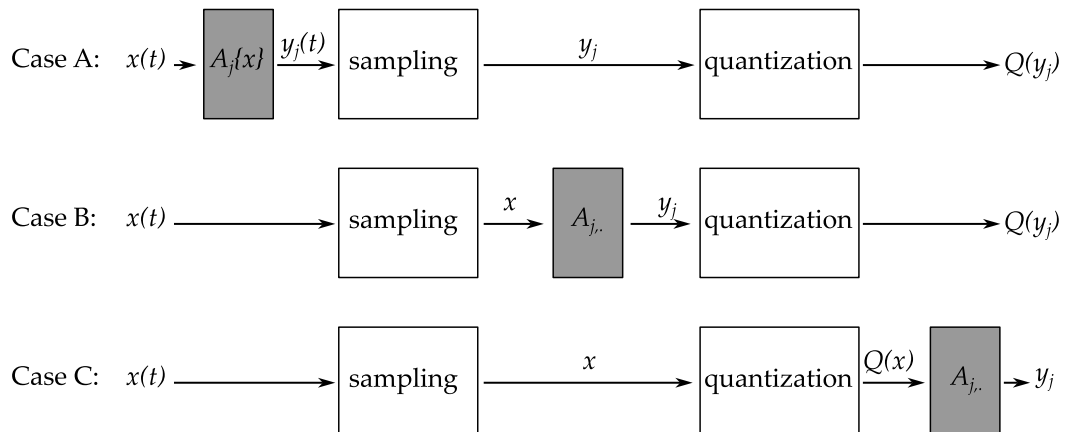 Case A: x(t) A_j{x} y_j(t) sampling y_j quantization Q(y_j)
Case B: x(t) sampling x A_{j,.} y_j quantization Q(y_j)
Case C: x(t) sampling x quantization Q(x) A_{j,.} y_j